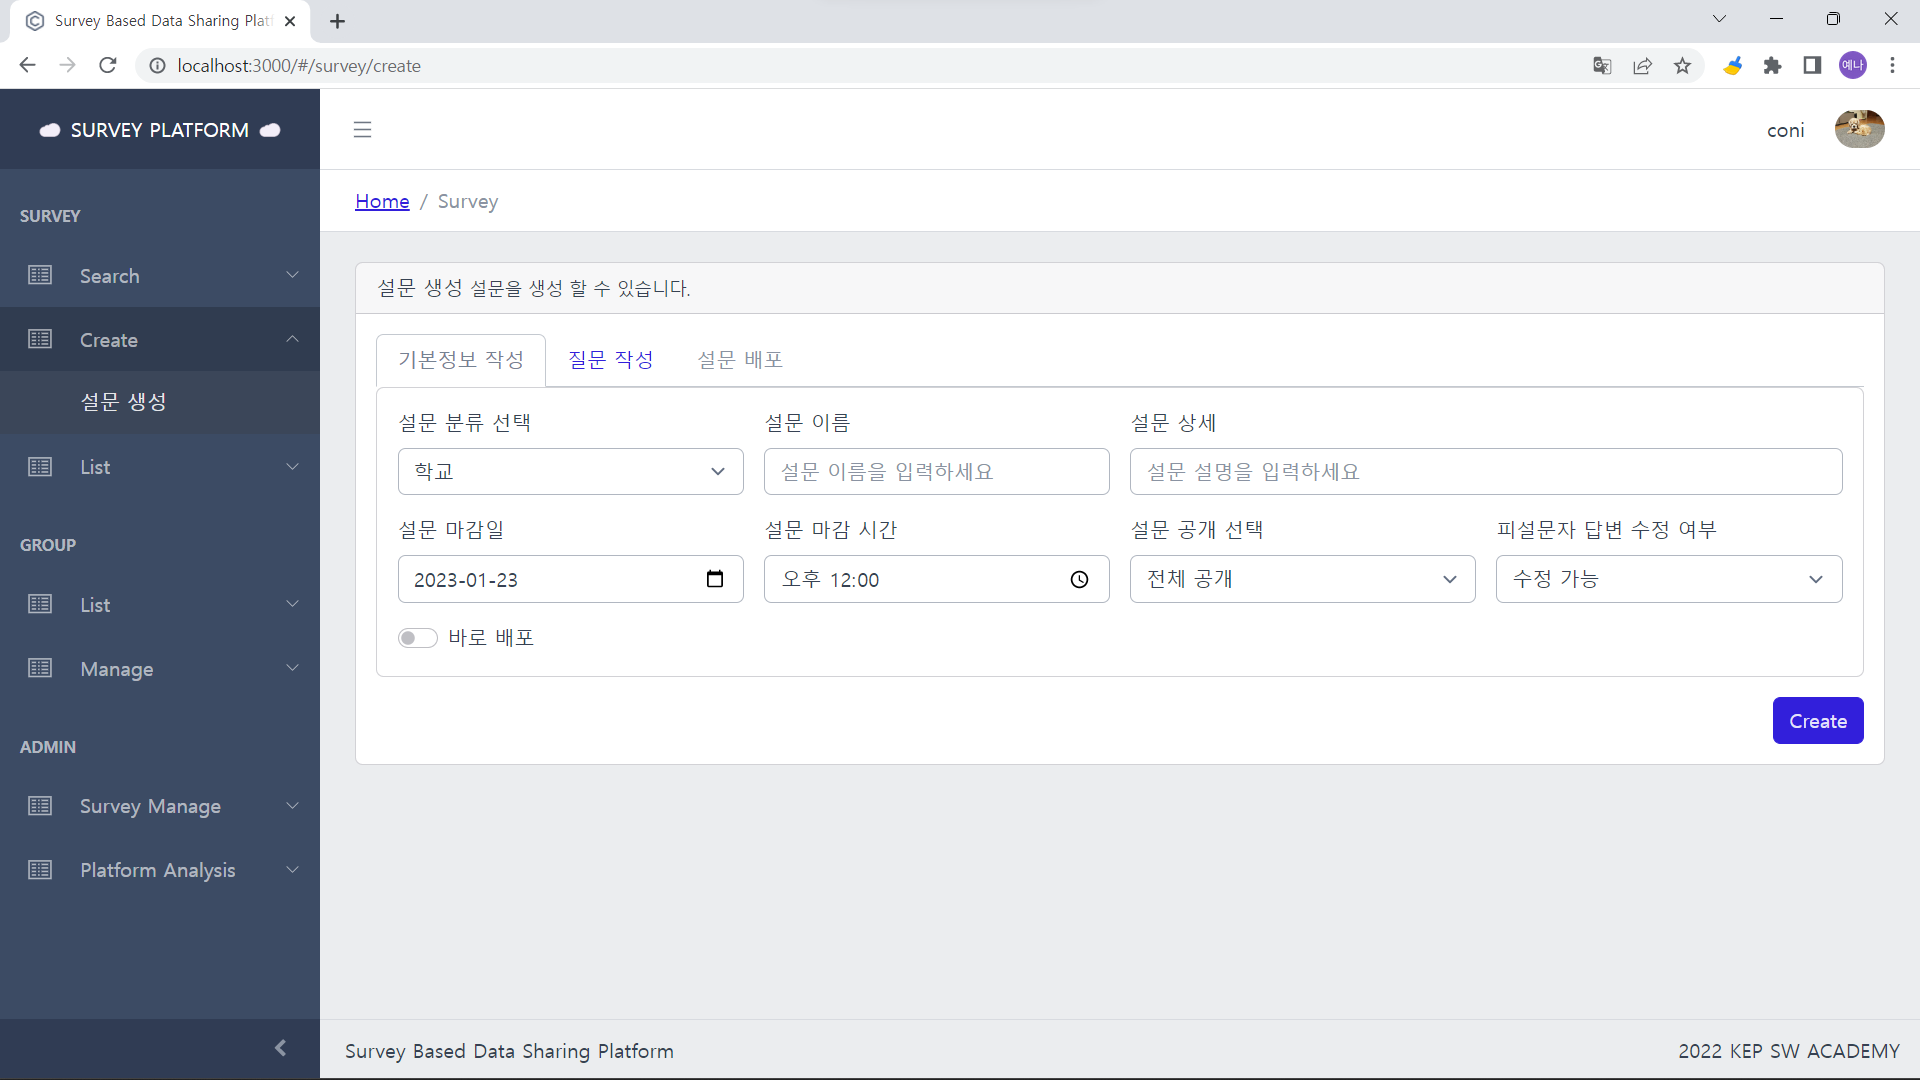 Survey Based Data Sharing Plat
localhost:3000/#/survey/create
예나
SURVEY PLATFORM
coni
Home / Survey
SURVEY
Search
Create
설문 생성
List
GROUP
List
Manage
ADMIN
Survey Manage
Platform Analysis
설문 생성 설문을 생성 할 수 있습니다.
기본정보 작성 질문 작성 설문 배포
설문 분류 선택 설문 이름 설문 상세
학교 설문 이름을 입력하세요 설문 설명을 입력하세요
설문 마감일 설문 마감 시간 설문 공개 선택 피설문자 답변 수정 여부
2023-01-23 오후 12:00 전체 공개 수정 가능
바로 배포
Create
Survey Based Data Sharing Platform 2022 KEP SW ACADEMY